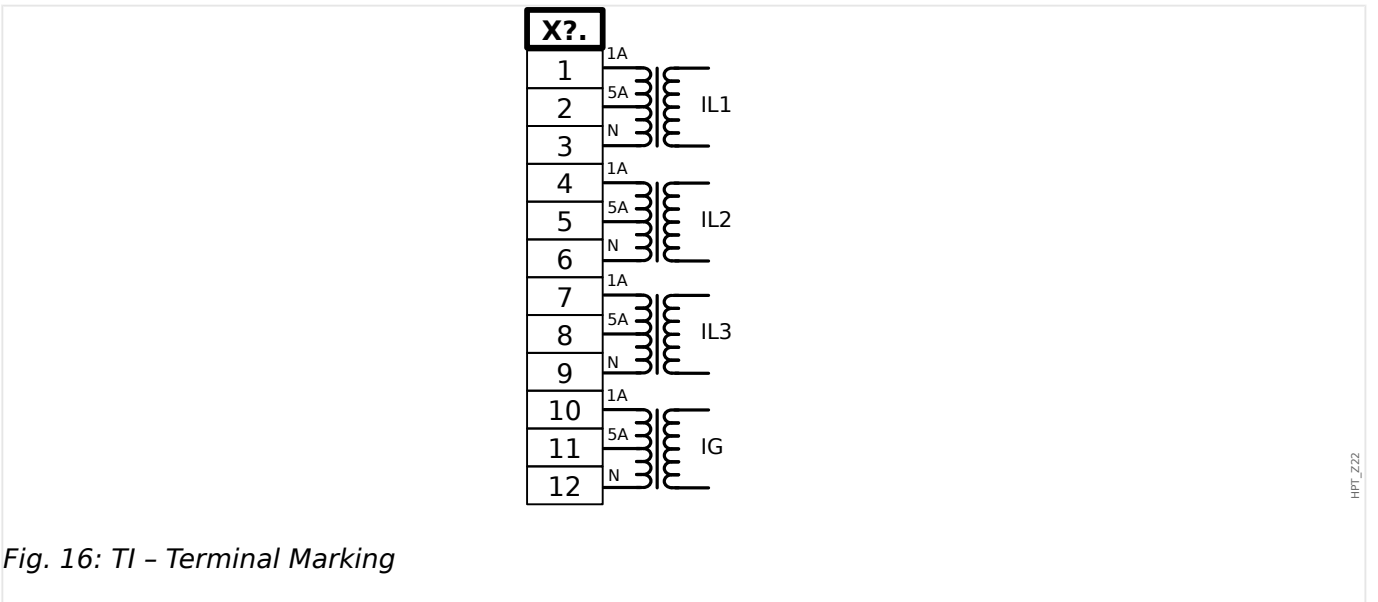 X?.
1A
1
5A
IL1
2
N
3
1A
4
5A
IL2
5
N
6
1A
7
5A
IL3
8
N
9
1A
10
5A
IG
11
N
12
HPT_Z22
Fig. 16: TI – Terminal Marking